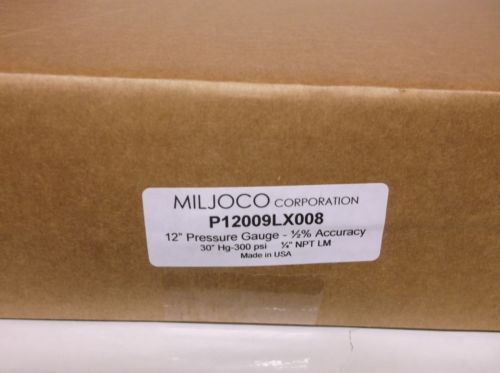 MILJOCO CORPORATION
P12009LX008
12" Pressure Gauge - ½% Accuracy
30" Hg-300 psi ¼" NPT LM
Made in USA